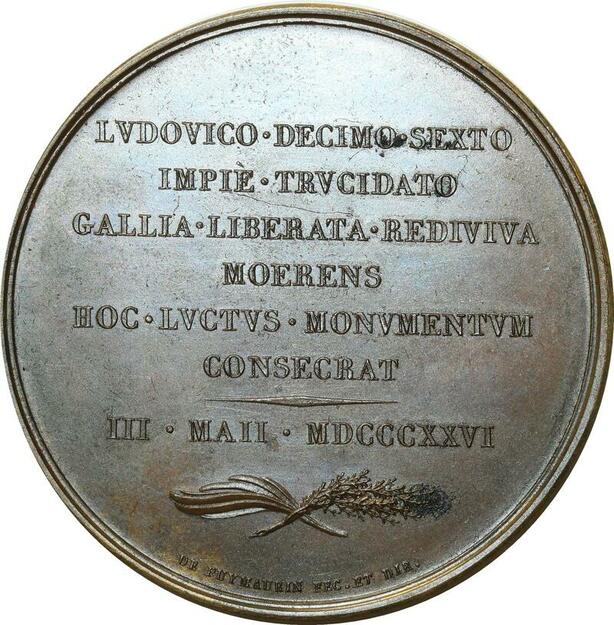 LVDOVICO · DECIMO · SEXTO
IMPIÈ · TRVCIDATO
GALLIA · LIBERATA · REDIVIVA
MOERENS
HOC · LVCTVS · MONVMENTVM
CONSECRAT
III · MAII · MDCCCXXVI
DE PUYMAURIN FEC. ET DIR.